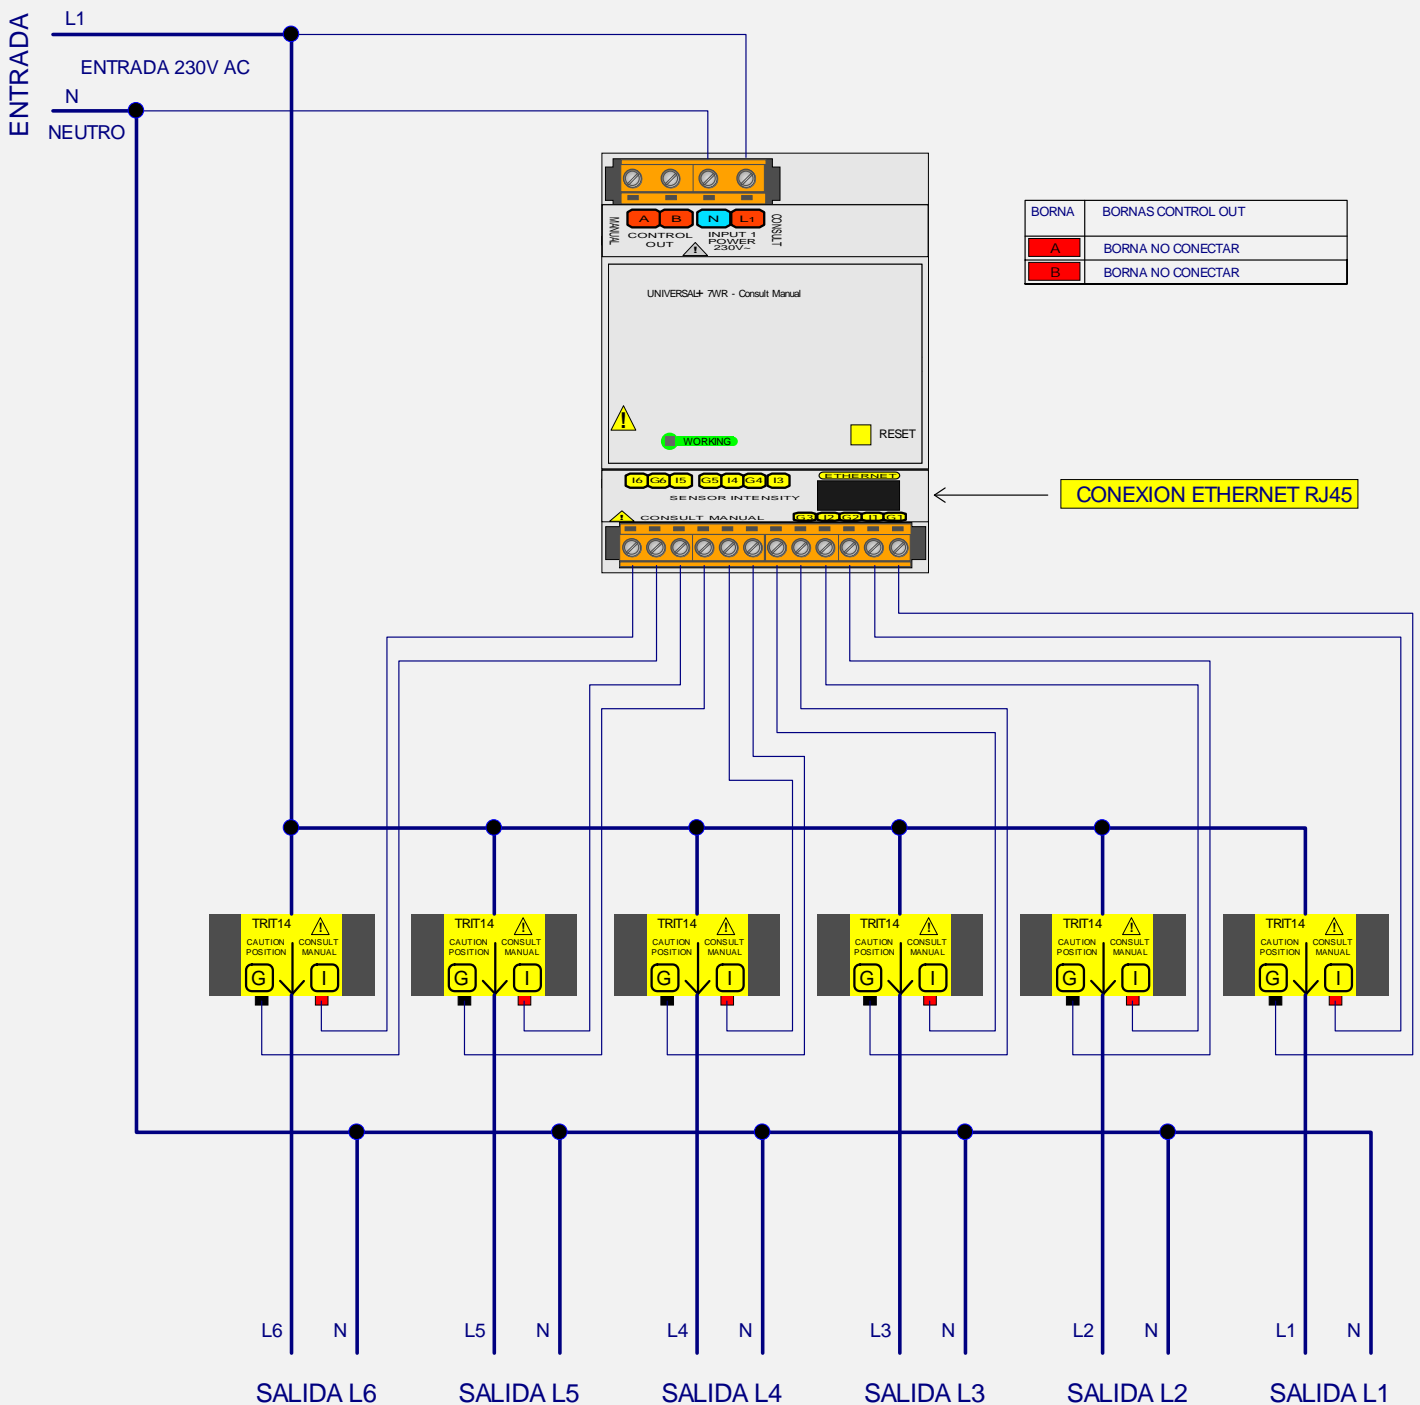 ENTRADA
L1
ENTRADA 230V AC
N
NEUTRO
MANUAL
A B N L1
CONSULT
CONTROL OUT
INPUT 1
POWER
230V~
BORNA BORNAS CONTROL OUT
A BORNA NO CONECTAR
B BORNA NO CONECTAR
UNIVERSAL+ 7WR - Consult Manual
WORKING
RESET
I6 G6 I5 G5 I4 G4 I3
ETHERNET
SENSOR INTENSITY
CONSULT MANUAL
G3 I2 G2 I1 G1
CONEXION ETHERNET RJ45
TRIT14
CAUTION POSITION
CONSULT MANUAL
G I
TRIT14
CAUTION POSITION
CONSULT MANUAL
G I
TRIT14
CAUTION POSITION
CONSULT MANUAL
G I
TRIT14
CAUTION POSITION
CONSULT MANUAL
G I
TRIT14
CAUTION POSITION
CONSULT MANUAL
G I
TRIT14
CAUTION POSITION
CONSULT MANUAL
G I
L6 N L5 N L4 N L3 N L2 N L1 N
SALIDA L6 SALIDA L5 SALIDA L4 SALIDA L3 SALIDA L2 SALIDA L1